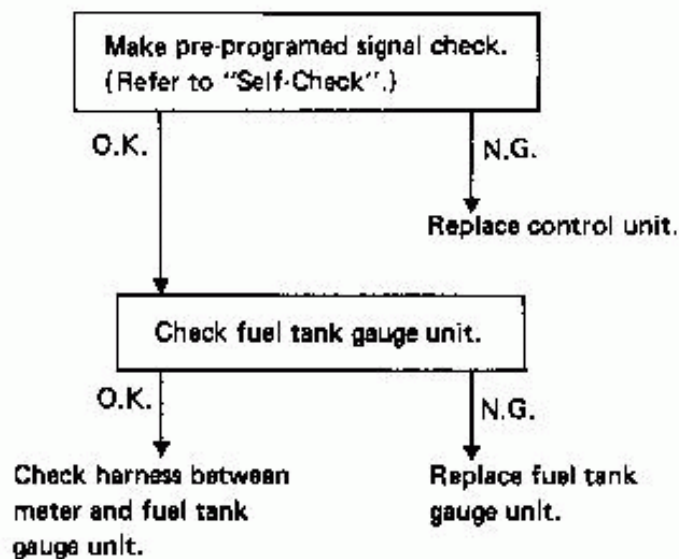 Make pre-programed signal check.
(Refer to "Self-Check".)
O.K.
N.G.
Replace control unit.
Check fuel tank gauge unit.
O.K.
N.G.
Check harness between
meter and fuel tank
gauge unit.
Replace fuel tank
gauge unit.